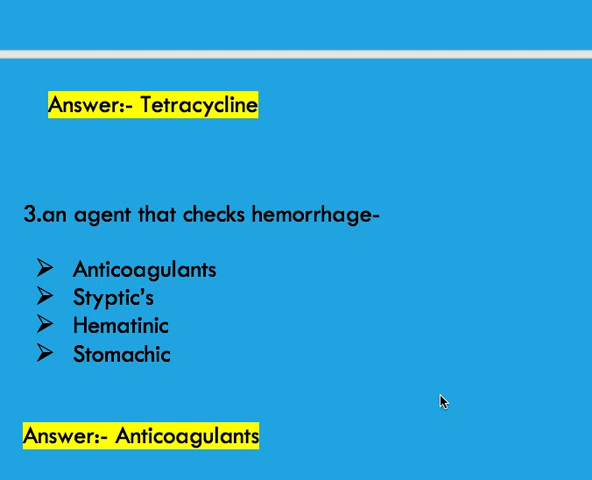 Answer:- Tetracycline
3.an agent that checks hemorrhage-
➢ Anticoagulants
➢ Styptic’s
➢ Hematinic
➢ Stomachic
Answer:- Anticoagulants